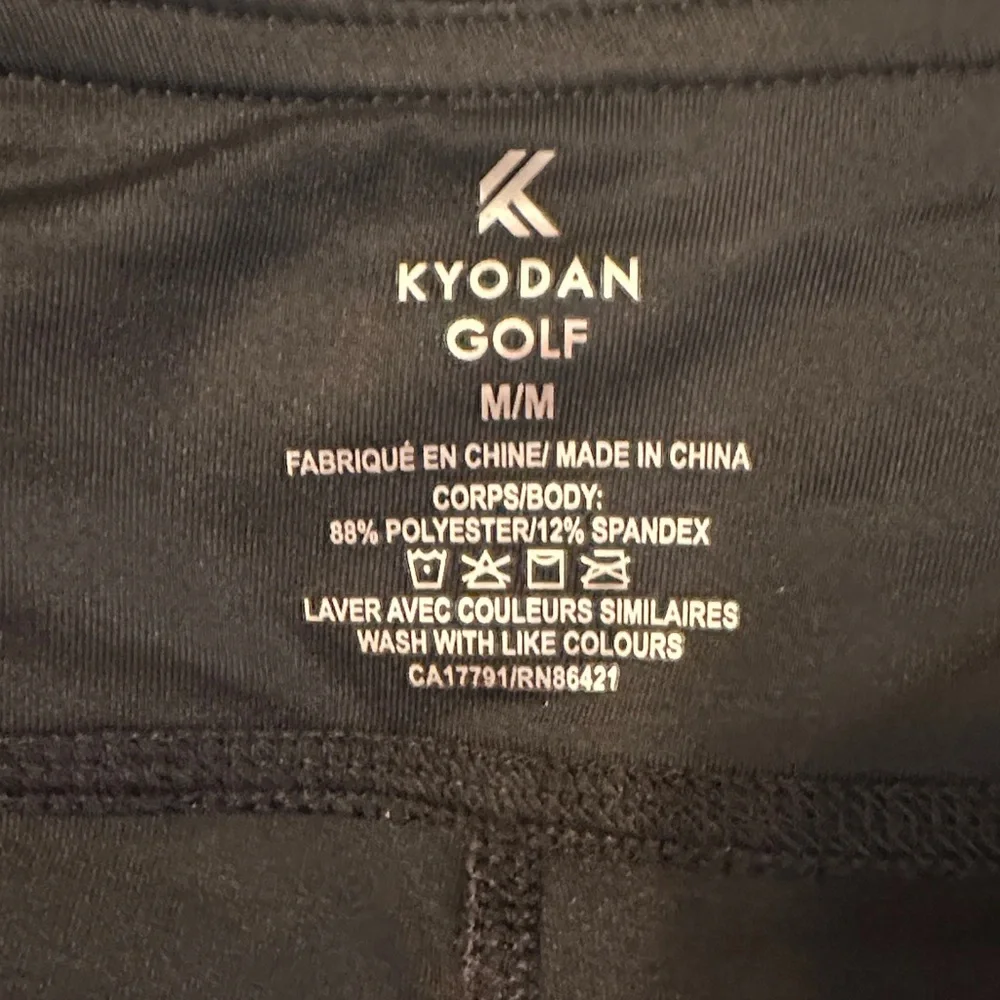 KYODAN
GOLF
M/M
FABRIQUÉ EN CHINE/ MADE IN CHINA
CORPS/BODY:
88% POLYESTER/12% SPANDEX
LAVER AVEC COULEURS SIMILAIRES
WASH WITH LIKE COLOURS
CA17791/RN86421